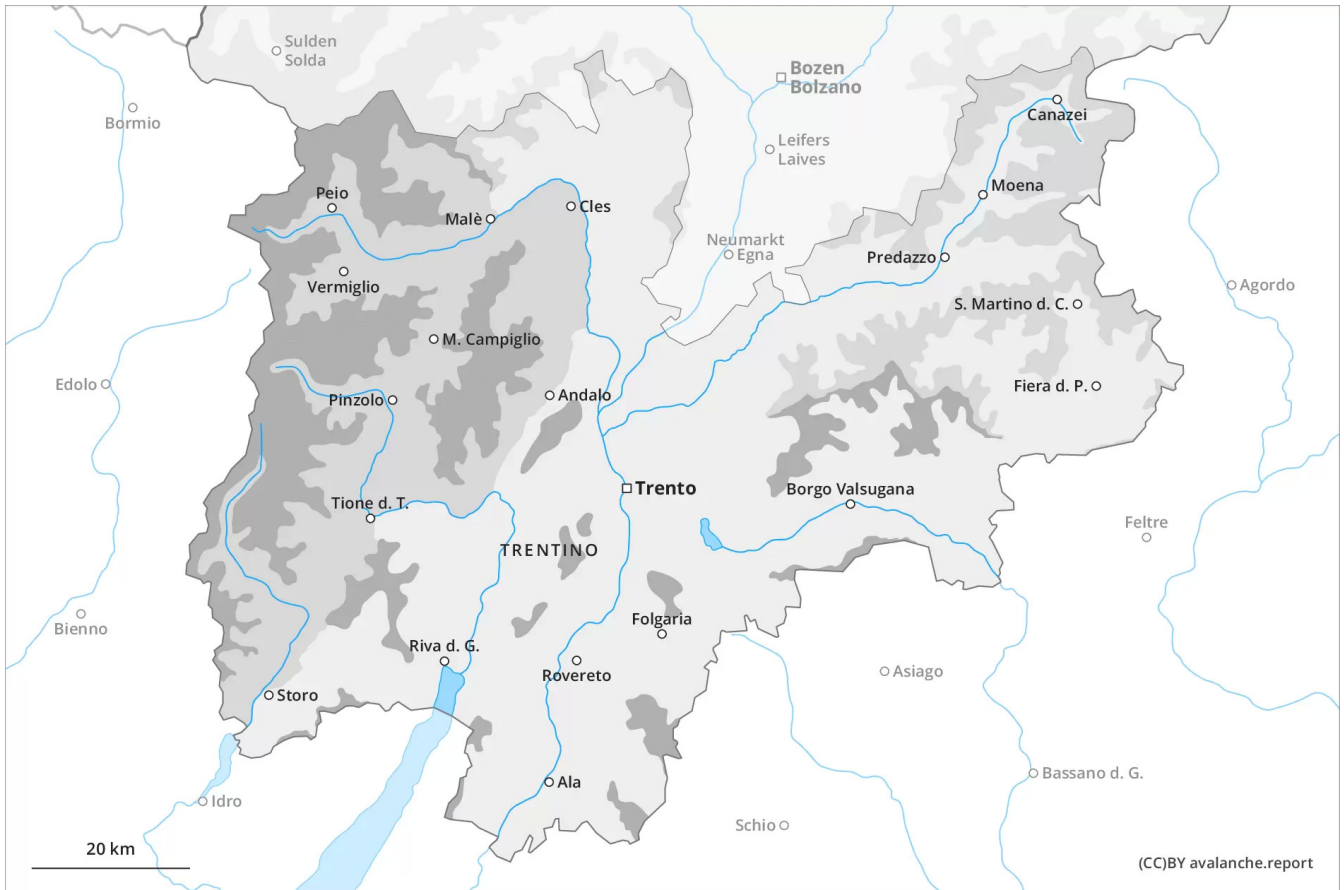 Sulden
Solda
Bozen
Bolzano
Bormio
Canazei
Leifers
Laives
Peio
Moena
Malè
Cles
Neumarkt
Egna
Predazzo
Vermiglio
Agordo
S. Martino d. C.
M. Campiglio
Edolo
Fiera d. P.
Pinzolo
Andalo
Trento
Borgo Valsugana
Tione d. T.
Feltre
TRENTINO
Bienno
Folgaria
Riva d. G.
Asiago
Rovereto
Storo
Bassano d. G.
Ala
Idro
Schio
20 km
(CC)BY avalanche.report